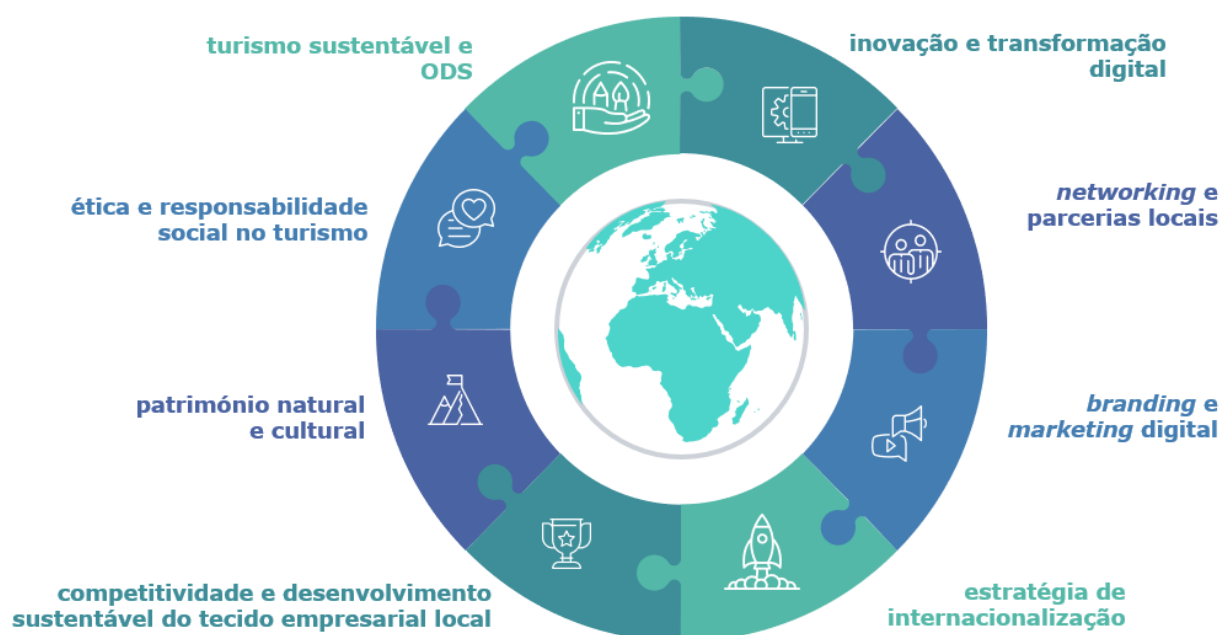 turismo sustentável e
ODS
inovação e transformação
digital
ética e responsabilidade
social no turismo
networking e
parcerias locais
património natural
e cultural
branding e
marketing digital
competitividade e desenvolvimento
sustentável do tecido empresarial local
estratégia de
internacionalização